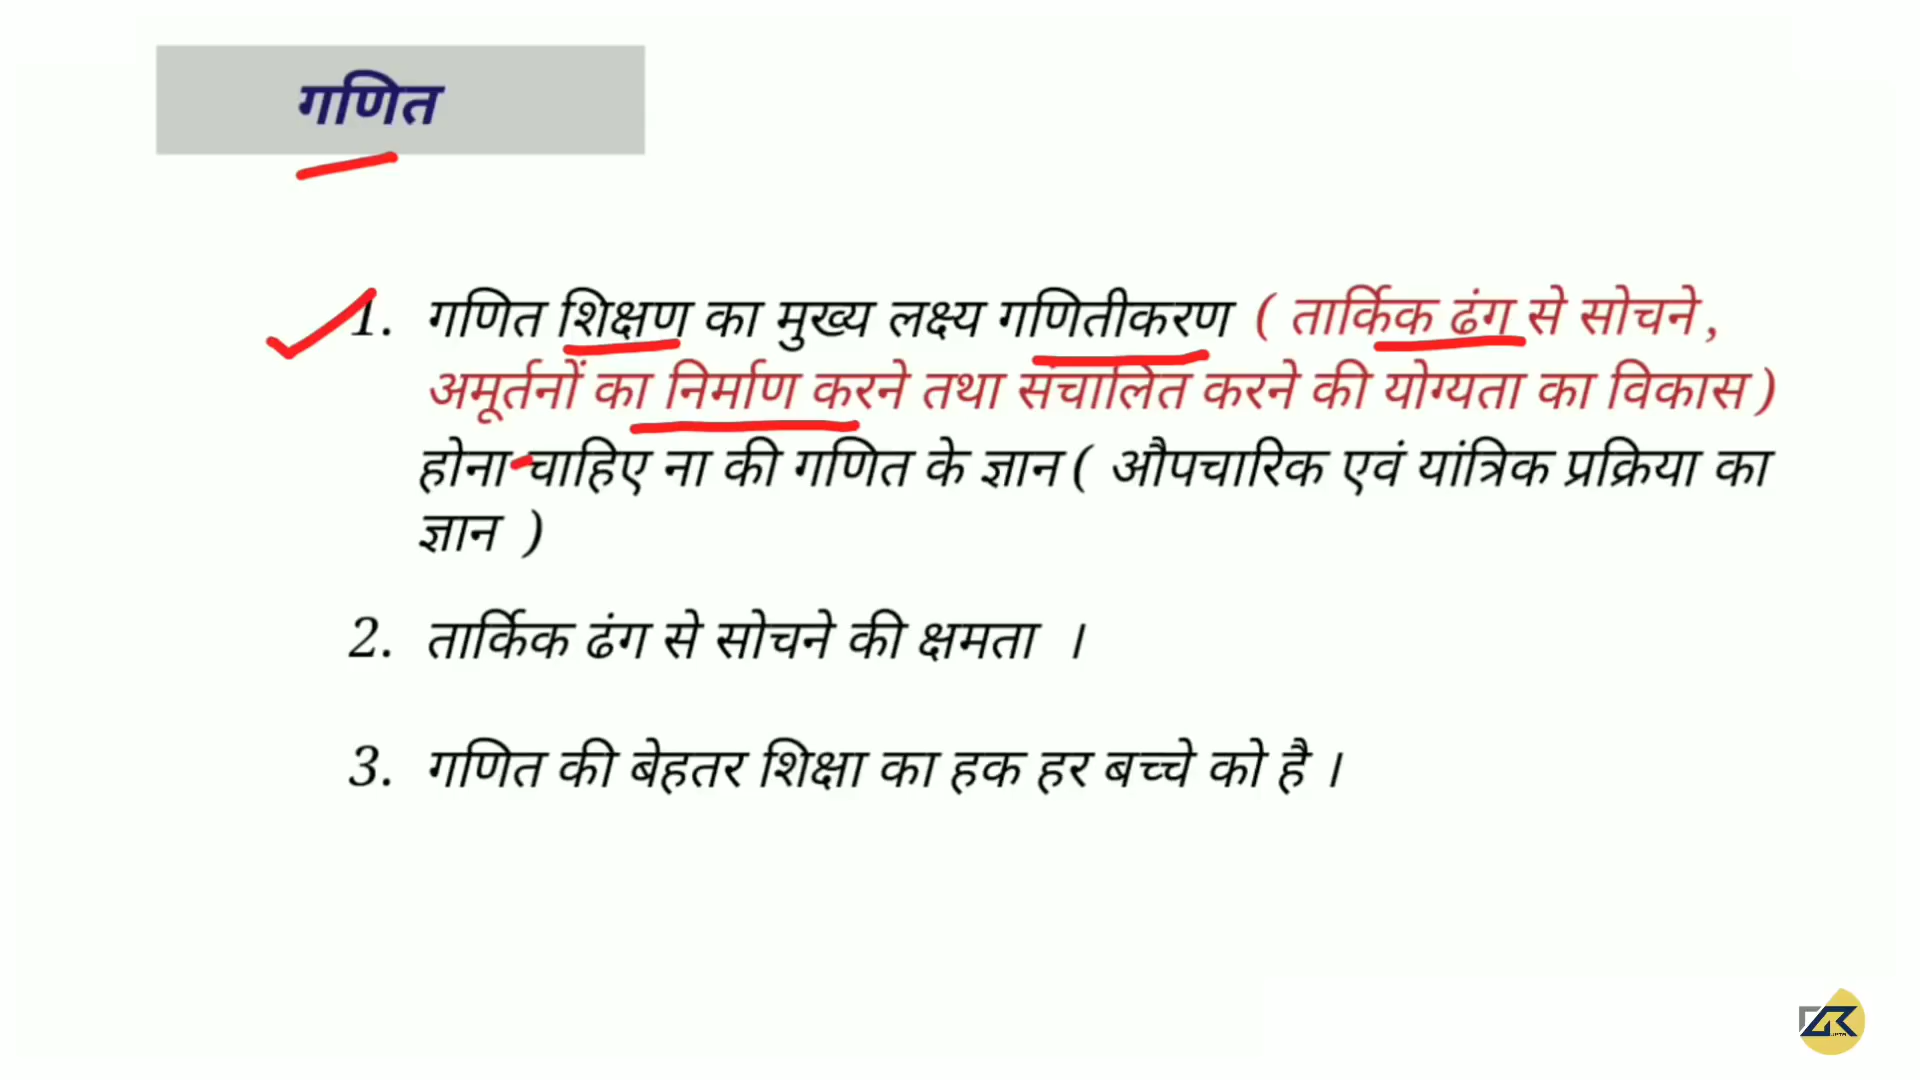 गणित
1. गणित शिक्षण का मुख्य लक्ष्य गणितीकरण ( तार्किक ढंग से सोचने,
अमूर्तनों का निर्माण करने तथा संचालित करने की योग्यता का विकास )
होना चाहिए ना की गणित के ज्ञान ( औपचारिक एवं यांत्रिक प्रक्रिया का
ज्ञान )
2. तार्किक ढंग से सोचने की क्षमता ।
3. गणित की बेहतर शिक्षा का हक हर बच्चे को है ।